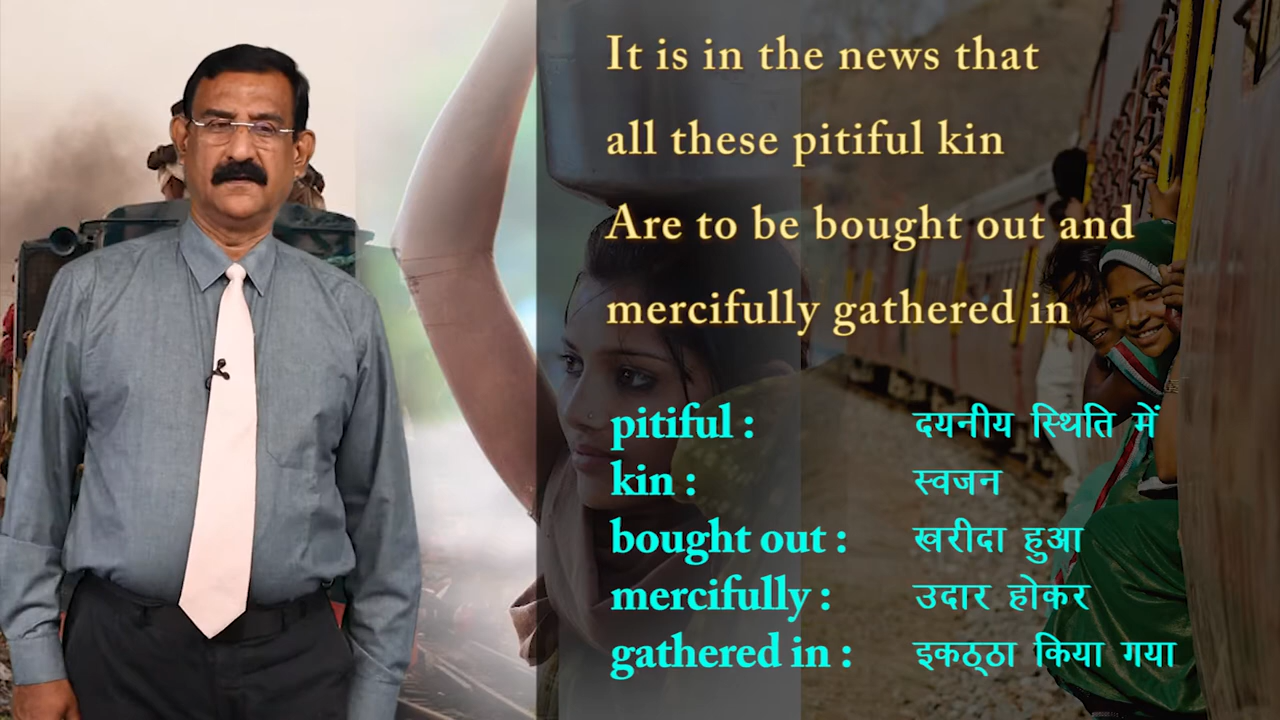 It is in the news that
all these pitiful kin
Are to be bought out and
mercifully gathered in
pitiful : दयनीय स्थिति में
kin : स्वजन
bought out : खरीदा हुआ
mercifully : उदार होकर
gathered in : इकठ्ठा किया गया